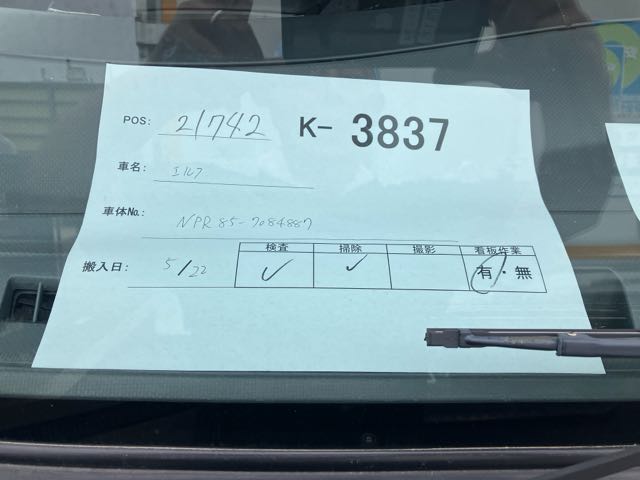 POS: 21742 K- 3837
車名: エルフ
車体No.: NPR85-7084887
検査 掃除 撮影 看板作業
搬入日: 5/22 ✓ ✓ 有・無